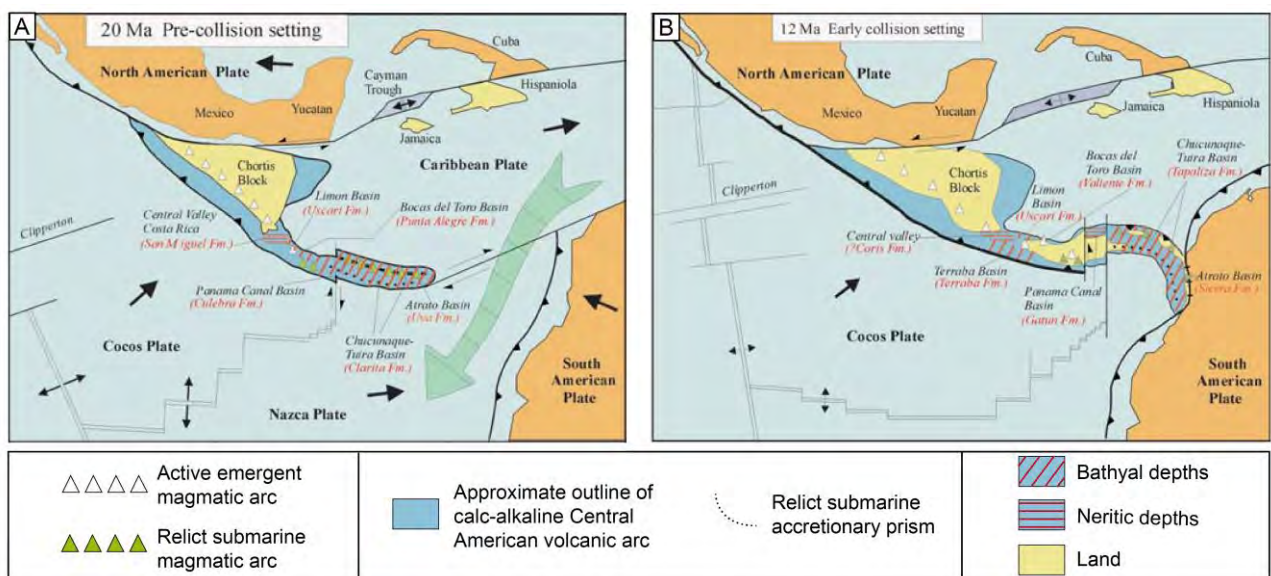 A
20 Ma Pre-collision setting
North American Plate
Cuba
Cayman
Trough
Hispaniola
Mexico
Yucatan
Jamaica
Chortis
Block
Caribbean Plate
Limon Basin
(Uscari Fm.)
Central Valley
Costa Rica
(San Miguel Fm.)
Bocas del Toro Basin
(Punta Alegre Fm.)
Clipperton
Panama Canal Basin
(Culebra Fm.)
Atrato Basin
(Uva Fm.)
Chucunaque-
Tuira Basin
(Clarita Fm.)
Cocos Plate
Nazca Plate
South
American
Plate
B
12 Ma Early collision setting
North American
Plate
Cuba
Hispaniola
Mexico
Yucatan
Jamaica
Chucunaque-
Tuira Basin
(Tapaliza Fm.)
Bocas del
Toro Basin
(Valiente Fm.)
Chortis
Block
Limon
Basin
(Uscari Fm.)
Clipperton
Central valley
(?Coris Fm.)
Terraba Basin
(Terraba Fm.)
Panama Canal
Basin
(Gatun Fm.)
Atrato Basin
(Sierra Fm.)
Cocos Plate
South
American
Plate
Active emergent
magmatic arc
Relict submarine
magmatic arc
Approximate outline of
calc-alkaline Central
American volcanic arc
Relict submarine
accretionary prism
Bathyal depths
Neritic depths
Land